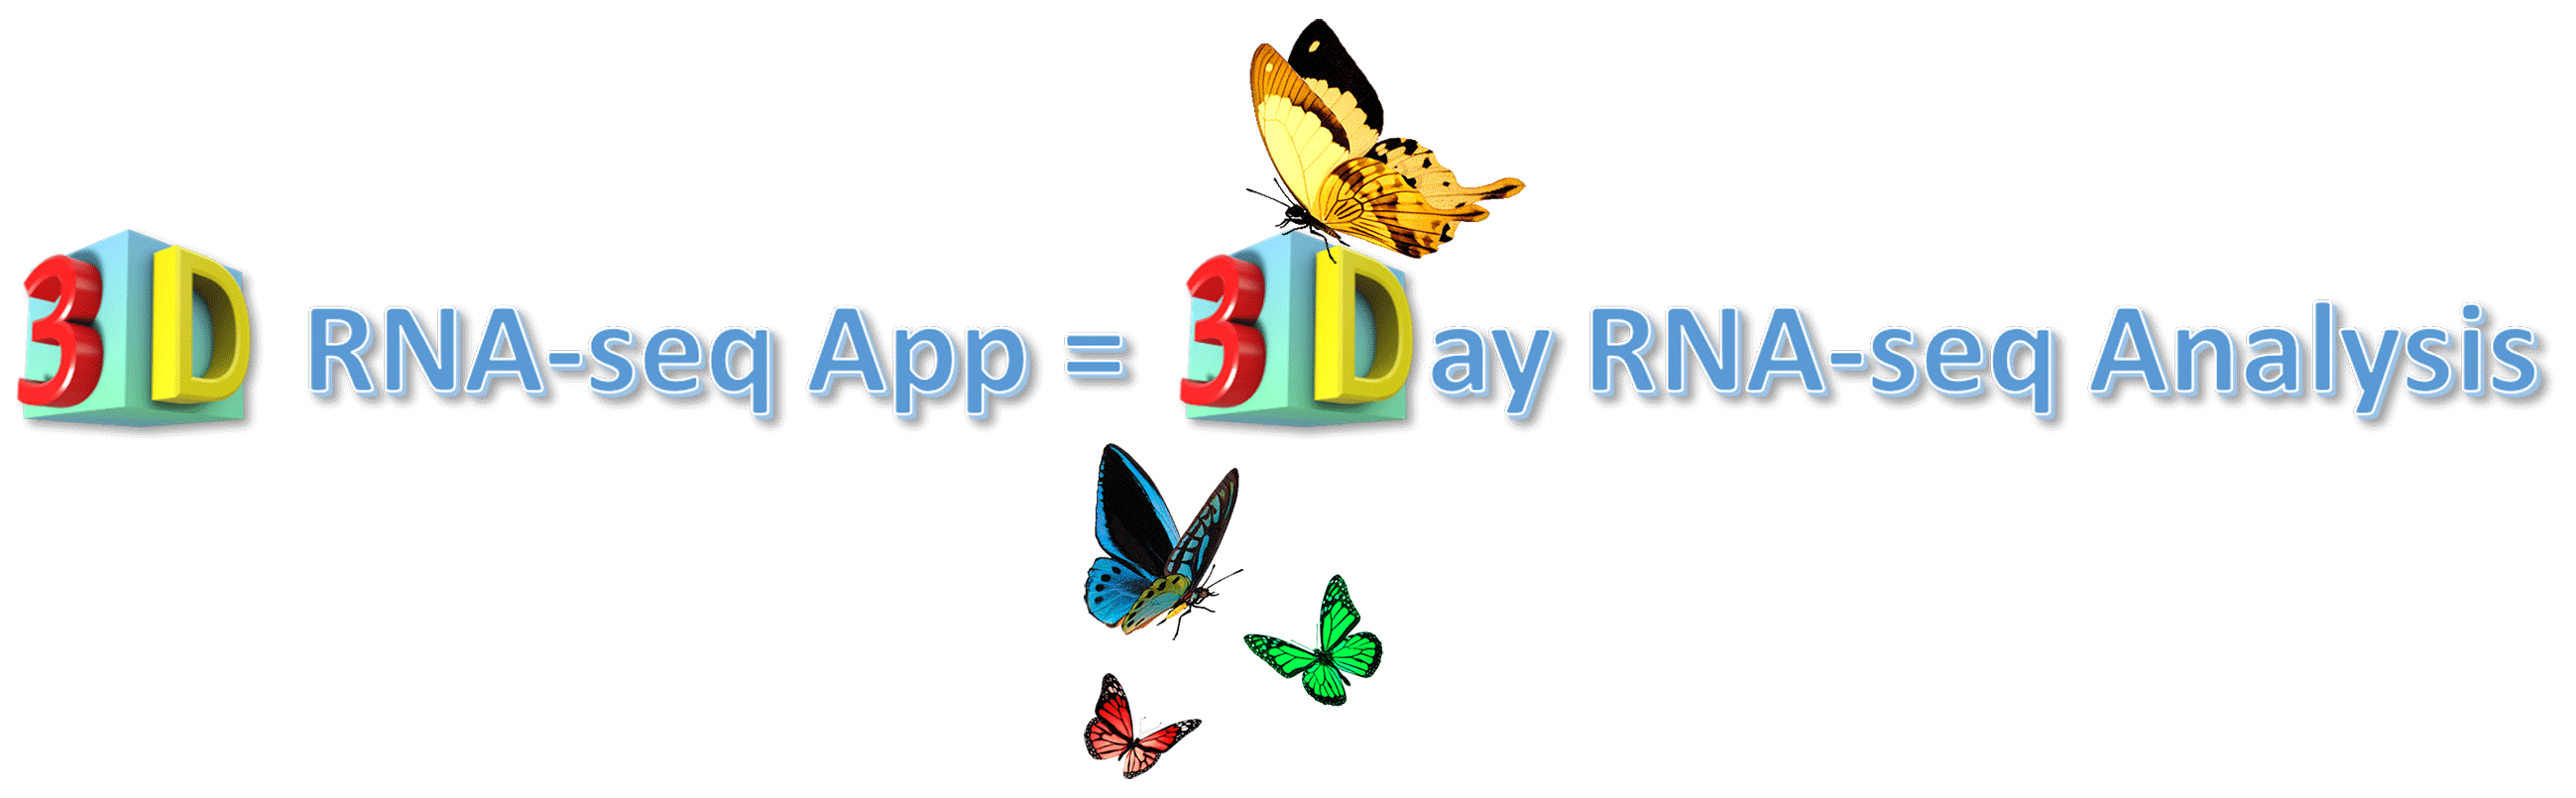 3D RNA-seq App = 3Day RNA-seq Analysis